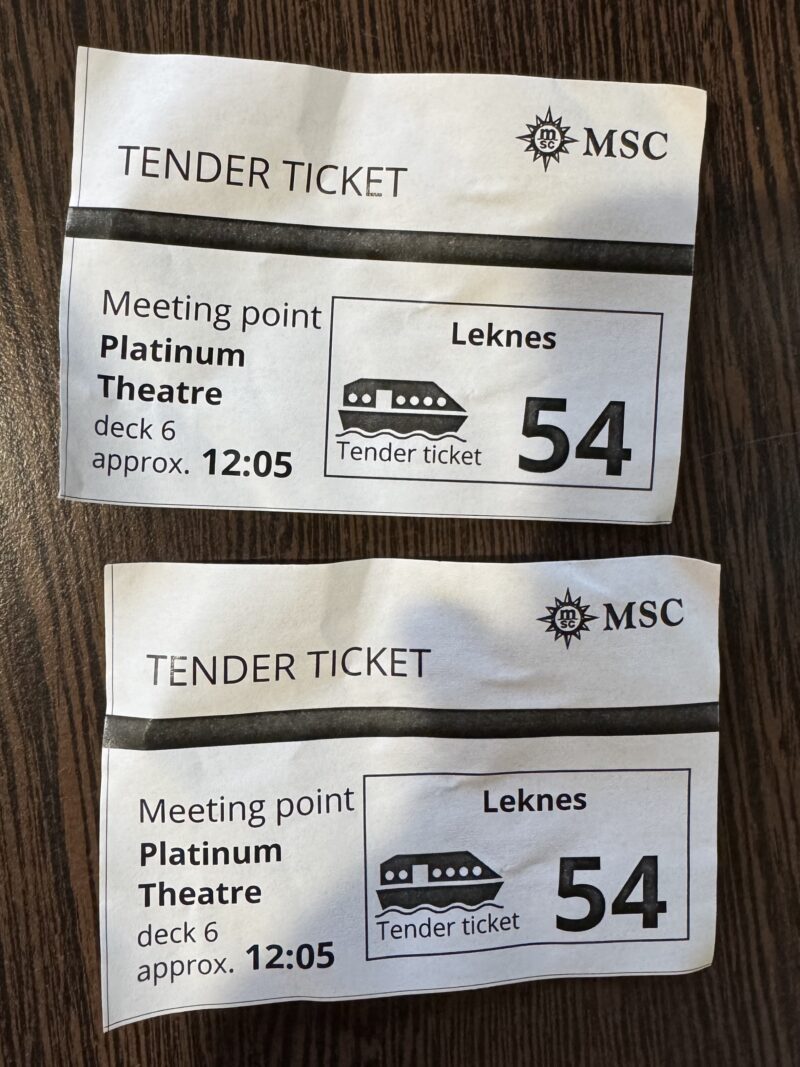 MSC
TENDER TICKET
Meeting point
Platinum
Theatre
deck 6
approx. 12:05
Leknes
Tender ticket
54
MSC
TENDER TICKET
Meeting point
Platinum
Theatre
deck 6
approx. 12:05
Leknes
Tender ticket
54